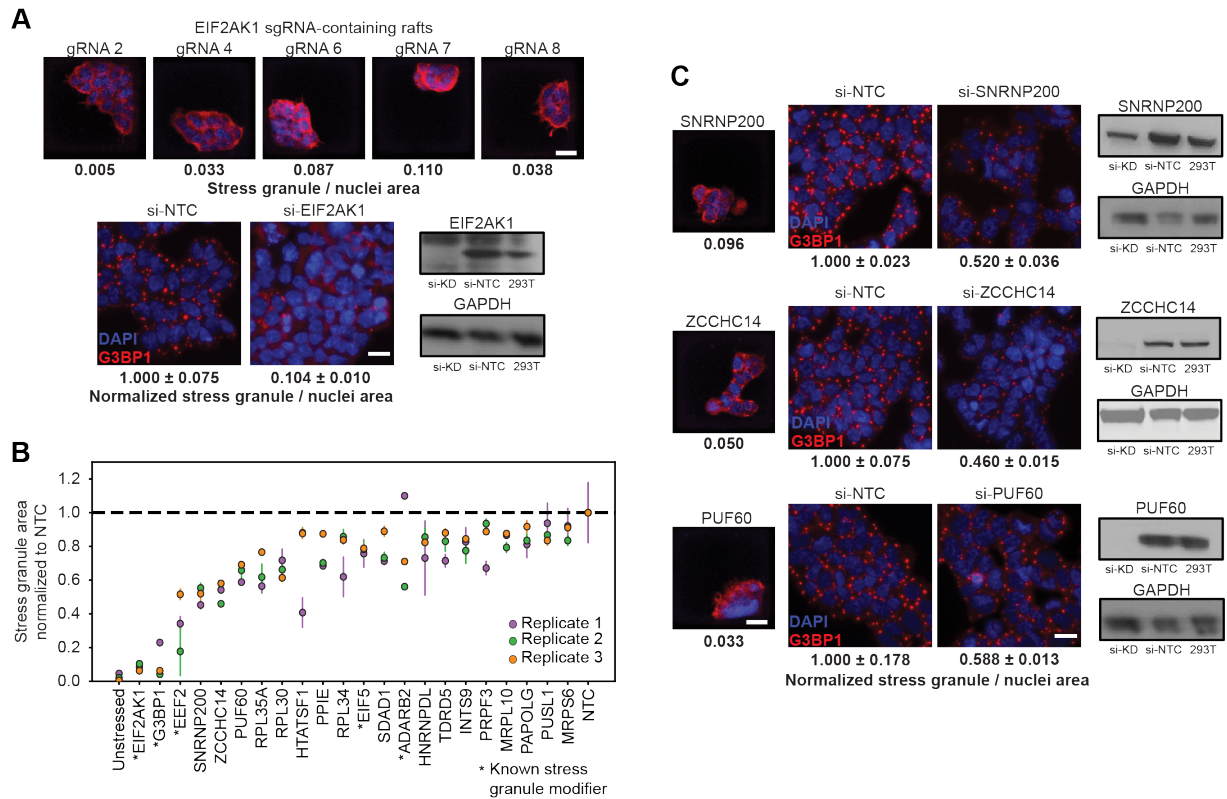 A
EIF2AK1 sgRNA-containing rafts
gRNA 2 gRNA 4 gRNA 6 gRNA 7 gRNA 8
0.005 0.033 0.087 0.110 0.038
Stress granule / nuclei area
si-NTC si-EIF2AK1
DAPI
G3BP1
1.000 ± 0.075 0.104 ± 0.010
Normalized stress granule / nuclei area
EIF2AK1
si-KD si-NTC 293T
GAPDH
si-KD si-NTC 293T
B
Stress granule area
normalized to NTC
1.2
1.0
0.8
0.6
0.4
0.2
0.0
Replicate 1
Replicate 2
Replicate 3
Unstressed
*EIF2AK1
*G3BP1
*EEF2
SNRNP200
ZCCHC14
PUF60
RPL35A
RPL30
HTATSF1
PPIE
RPL34
*EIF5
SDAD1
*ADARB2
HNRNPDL
TDRD5
INTS9
PRPF3
MRPL10
PAPOLG
PUSL1
MRPS6
NTC
* Known stress
granule modifier
C
SNRNP200
0.096
si-NTC si-SNRNP200
DAPI
G3BP1
1.000 ± 0.023 0.520 ± 0.036
SNRNP200
si-KD si-NTC 293T
GAPDH
si-KD si-NTC 293T
ZCCHC14
0.050
si-NTC si-ZCCHC14
DAPI
G3BP1
1.000 ± 0.075 0.460 ± 0.015
ZCCHC14
si-KD si-NTC 293T
GAPDH
si-KD si-NTC 293T
PUF60
0.033
si-NTC si-PUF60
DAPI
G3BP1
1.000 ± 0.178 0.588 ± 0.013
Normalized stress granule / nuclei area
PUF60
si-KD si-NTC 293T
GAPDH
si-KD si-NTC 293T